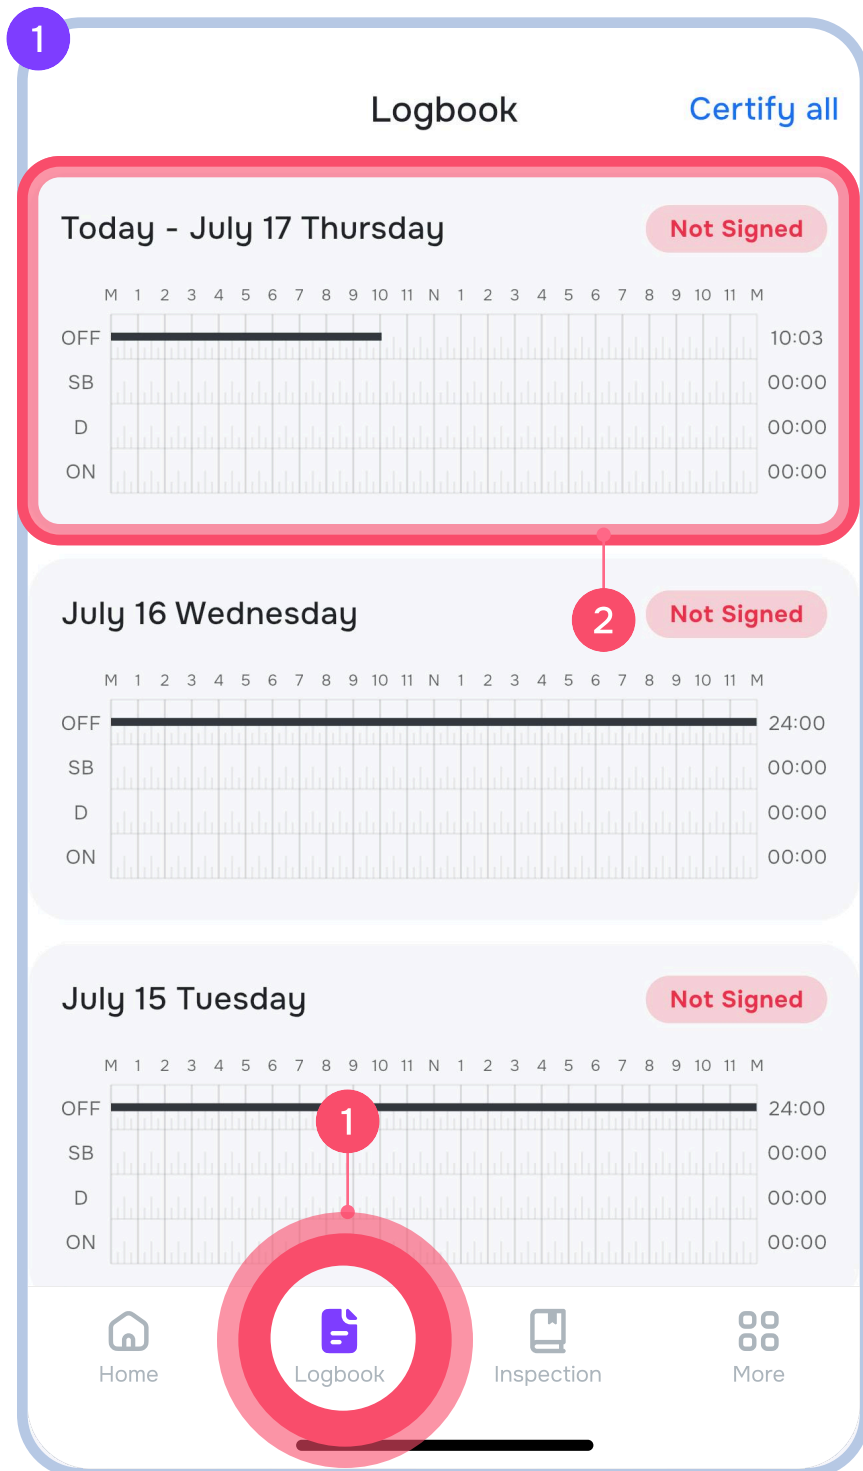 1
Logbook Certify all
Today - July 17 Thursday Not Signed
M 1 2 3 4 5 6 7 8 9 10 11 N 1 2 3 4 5 6 7 8 9 10 11 M
OFF 10:03
SB 00:00
D 00:00
ON 00:00
July 16 Wednesday 2 Not Signed
M 1 2 3 4 5 6 7 8 9 10 11 N 1 2 3 4 5 6 7 8 9 10 11 M
OFF 24:00
SB 00:00
D 00:00
ON 00:00
July 15 Tuesday Not Signed
M 1 2 3 4 5 6 7 8 9 10 11 N 1 2 3 4 5 6 7 8 9 10 11 M
OFF 24:00
1
SB 00:00
D 00:00
ON 00:00
Home Logbook Inspection More